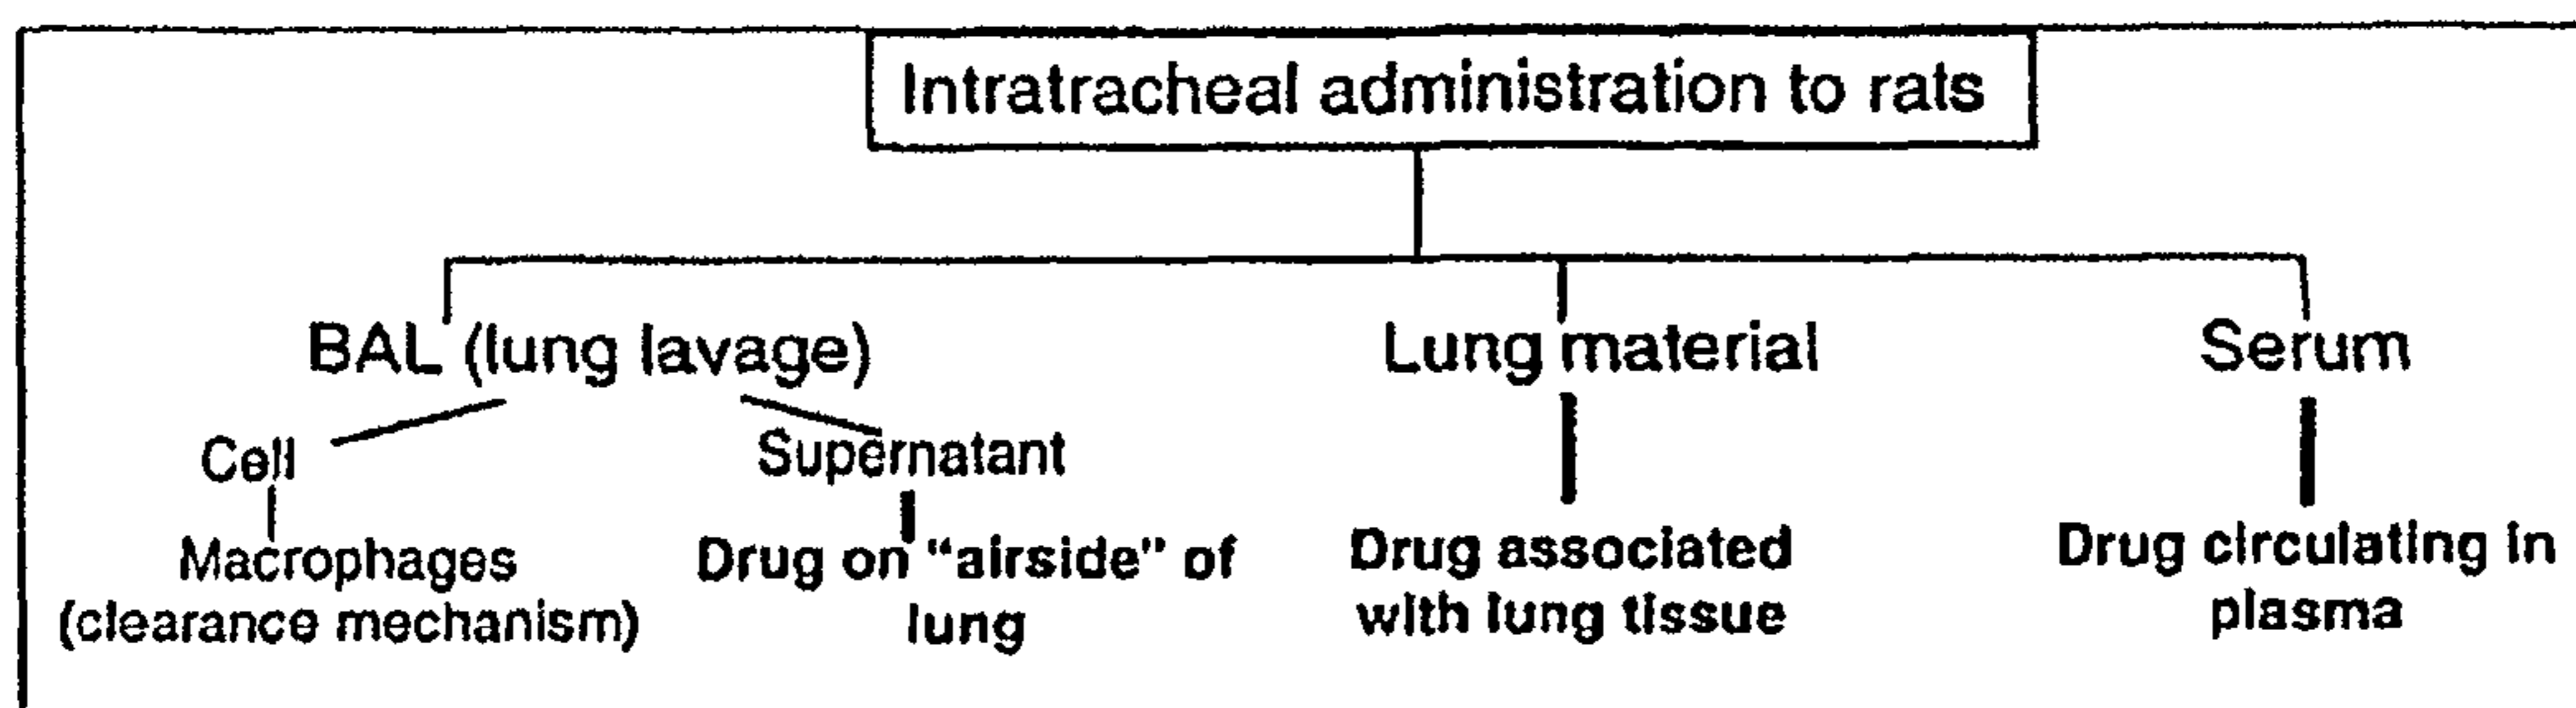 Intratracheal administration to rats
BAL (lung lavage)
Lung material
Serum
Cell
Supernatant
Macrophages
(clearance mechanism)
Drug on "airside" of
lung
Drug associated
with lung tissue
Drug circulating in
plasma